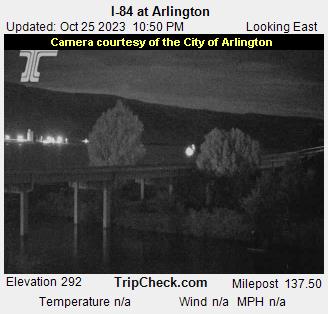 I-84 at Arlington
Updated: Oct 25 2023 10:50 PM Looking East
Camera courtesy of the City of Arlington
Elevation 292 TripCheck.com Milepost 137.50
Temperature n/a Wind n/a MPH n/a